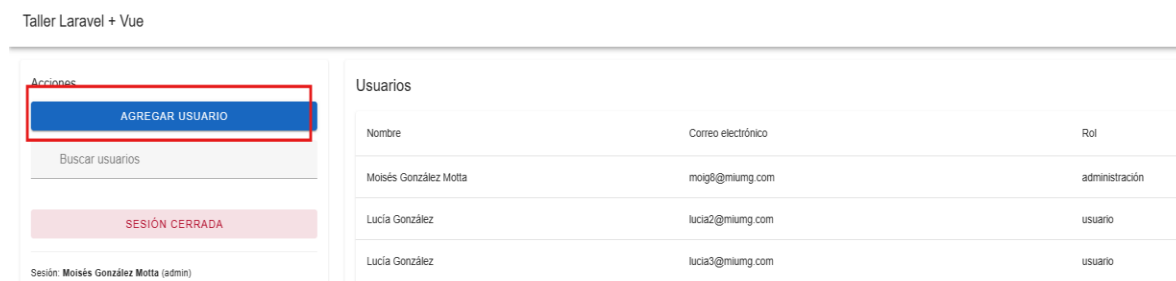 Taller Laravel + Vue
Acciones
AGREGAR USUARIO
Buscar usuarios
SESIÓN CERRADA
Sesión: Moisés González Motta (admin)
Usuarios
Nombre Correo electrónico Rol
Moisés González Motta moig8@miumg.com administración
Lucía González lucia2@miumg.com usuario
Lucía González lucia3@miumg.com usuario